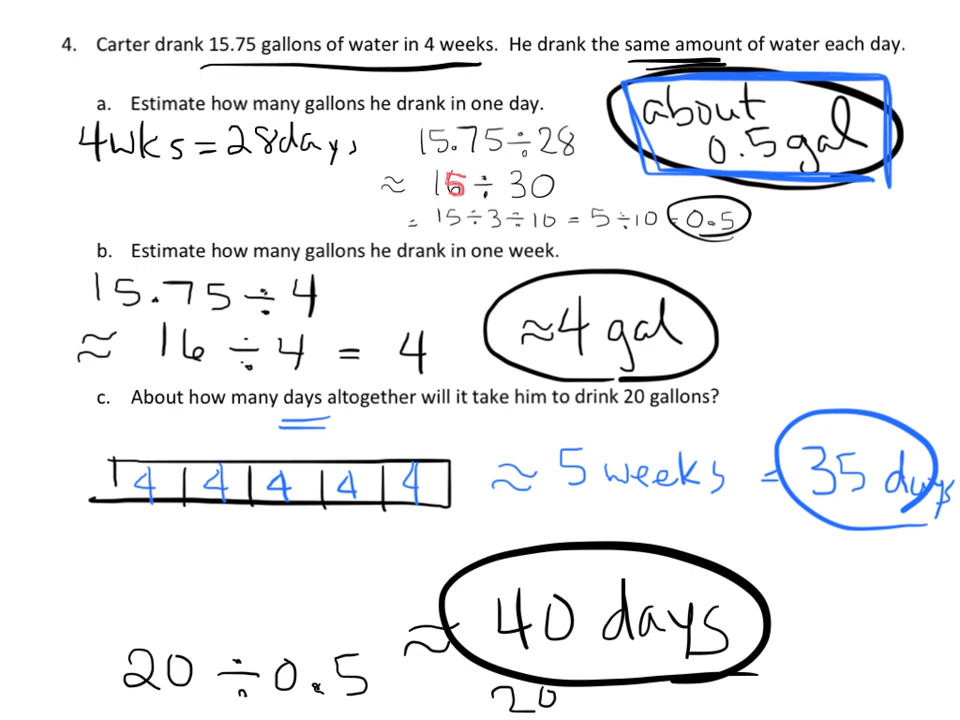 4. Carter drank 15.75 gallons of water in 4 weeks. He drank the same amount of water each day.
a. Estimate how many gallons he drank in one day.
about
0.5 gal
4wks = 28days
15.75 ÷ 28
≈ 15 ÷ 30
= 15 ÷ 3 ÷ 10 = 5 ÷ 10 = 0.5
b. Estimate how many gallons he drank in one week.
15.75 ÷ 4
≈ 16 ÷ 4 = 4
≈4 gal
c. About how many days altogether will it take him to drink 20 gallons?
4 4 4 4 4 ≈ 5 weeks = 35 days
≈ 40 days
20 ÷ 0.5
20